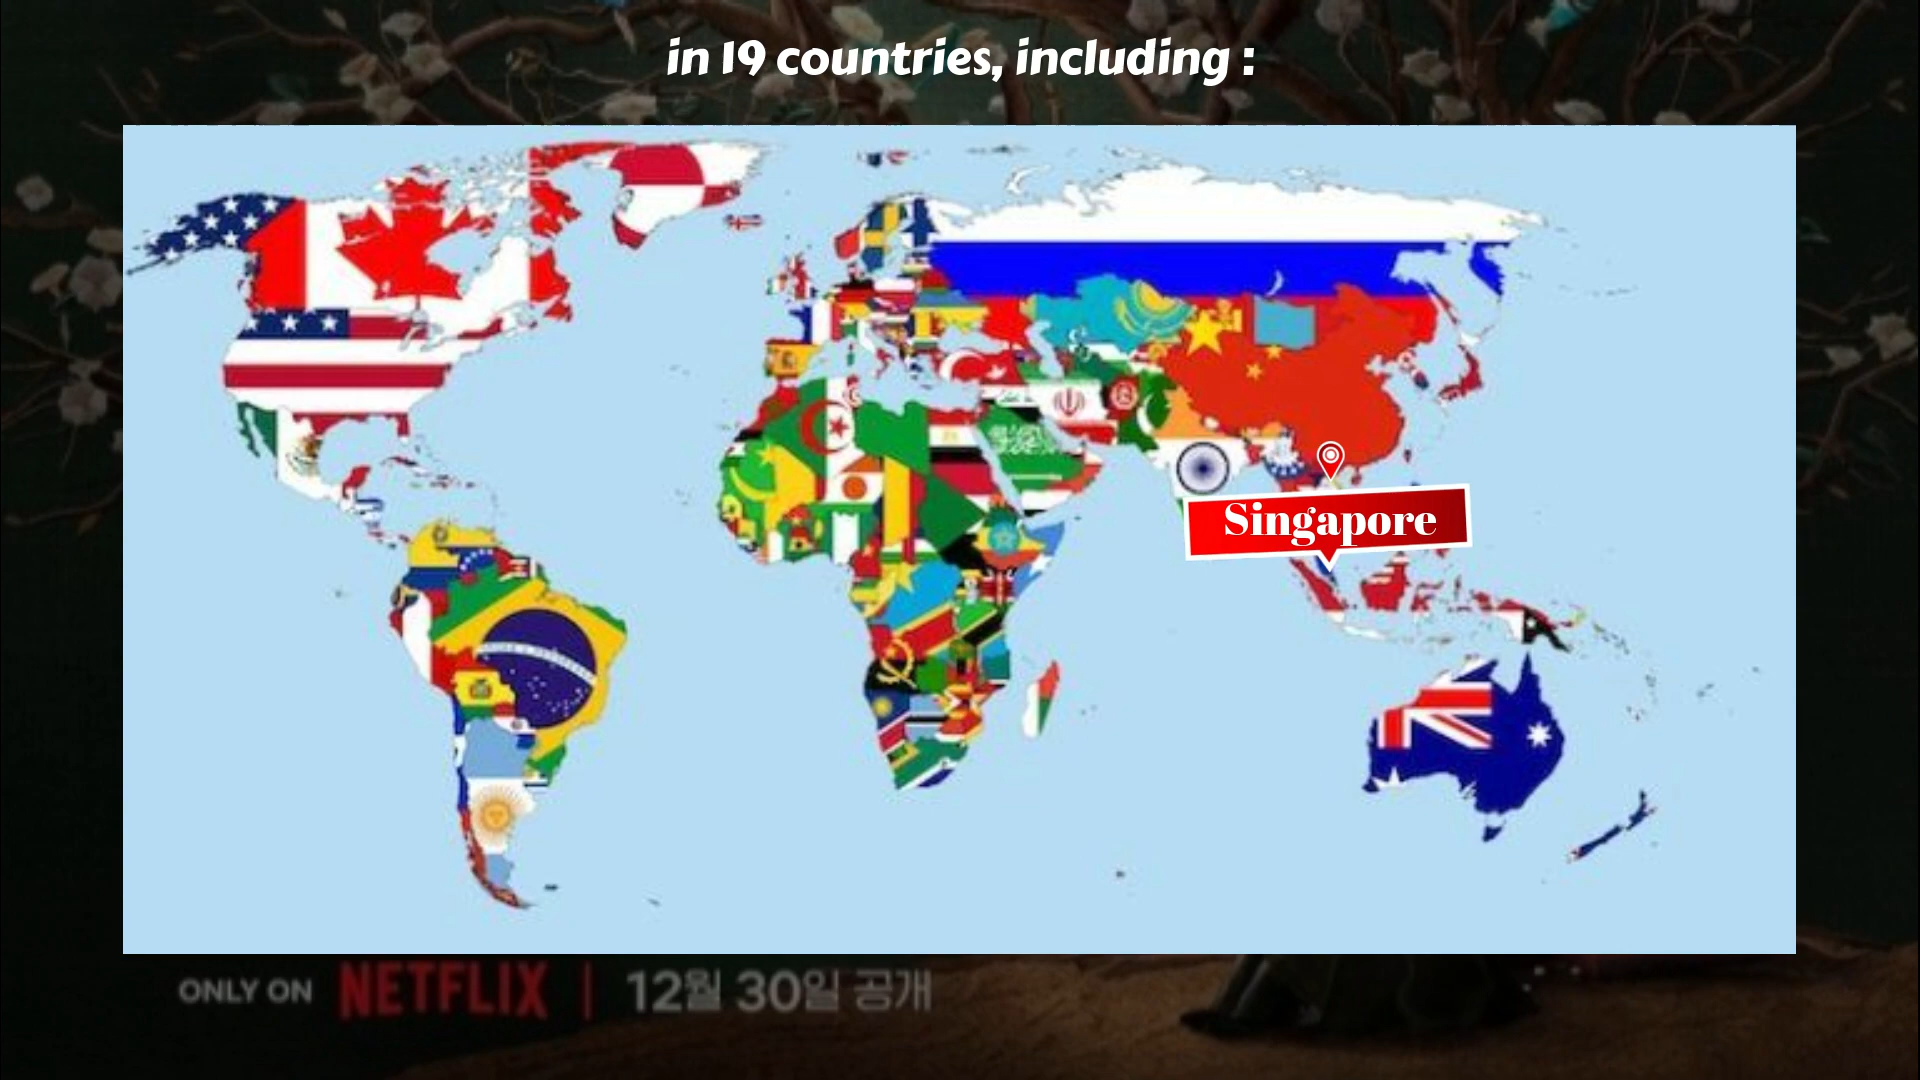 in 19 countries, including :
Singapore
ONLY ON NETFLIX | 12월 30일 공개